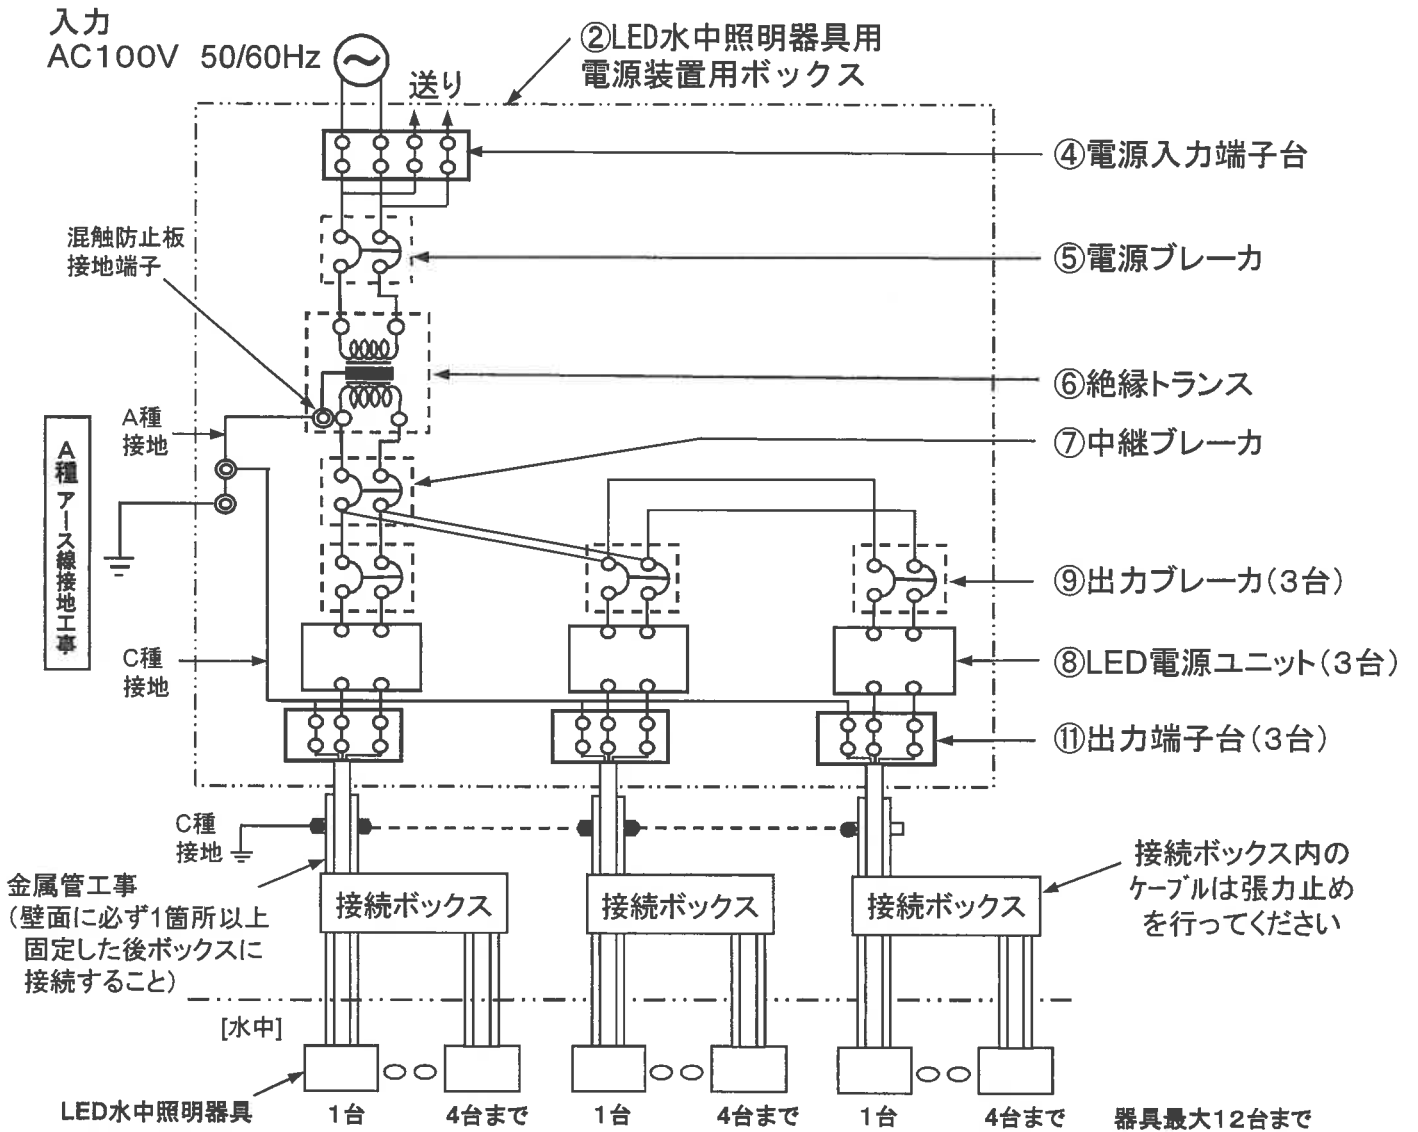 入力
AC100V 50/60Hz
②LED水中照明器具用
電源装置用ボックス
送り
④電源入力端子台
混触防止板
接地端子
⑤電源ブレーカ
⑥絶縁トランス
A種
接地
⑦中継ブレーカ
A種アース線接地工事
⑨出力ブレーカ(3台)
C種
接地
⑧LED電源ユニット(3台)
⑪出力端子台(3台)
C種
接地
金属管工事
(壁面に必ず1箇所以上
固定した後ボックスに
接続すること)
接続ボックス
接続ボックス
接続ボックス
接続ボックス内の
ケーブルは張力止め
を行ってください
[水中]
LED水中照明器具
1台
4台まで
1台
4台まで
1台
4台まで
器具最大12台まで